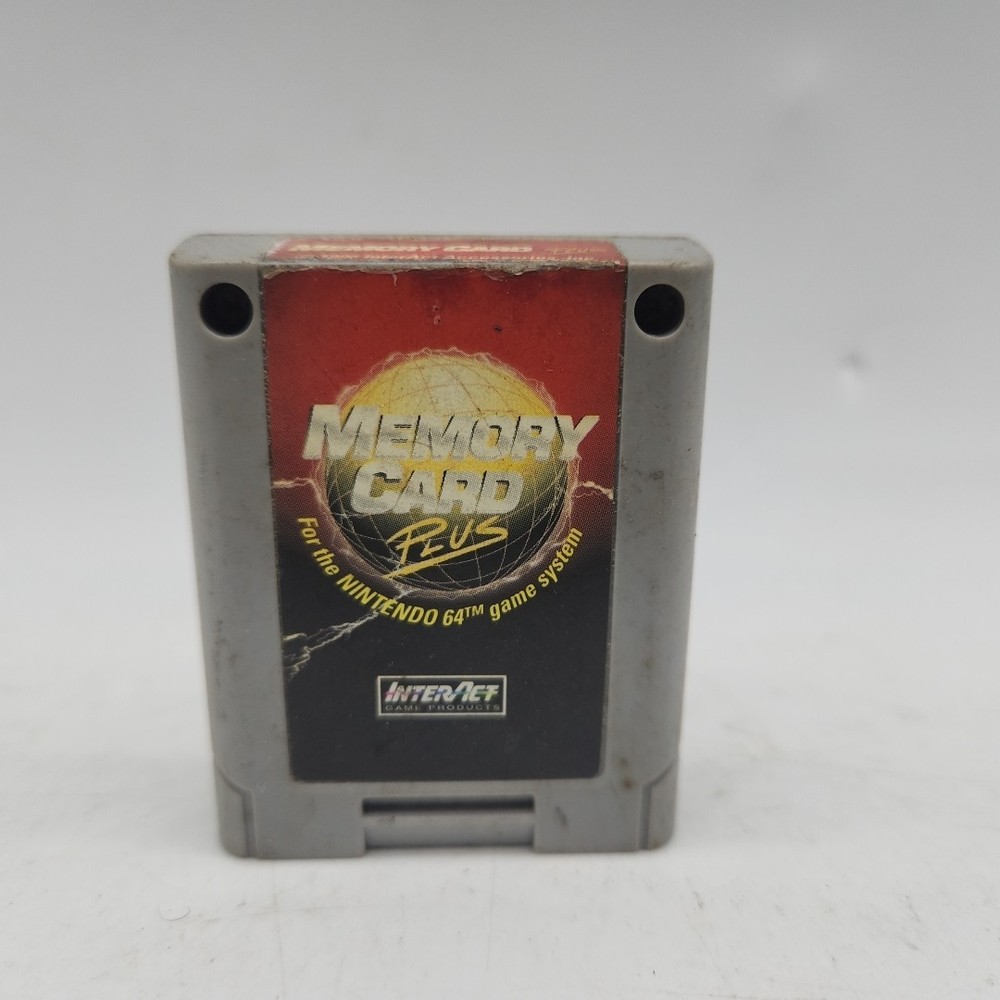 MEMORY CARD
MEMORY
CARD
PLUS
For the NINTENDO 64™ game system
INTERACT
GAME PRODUCTS